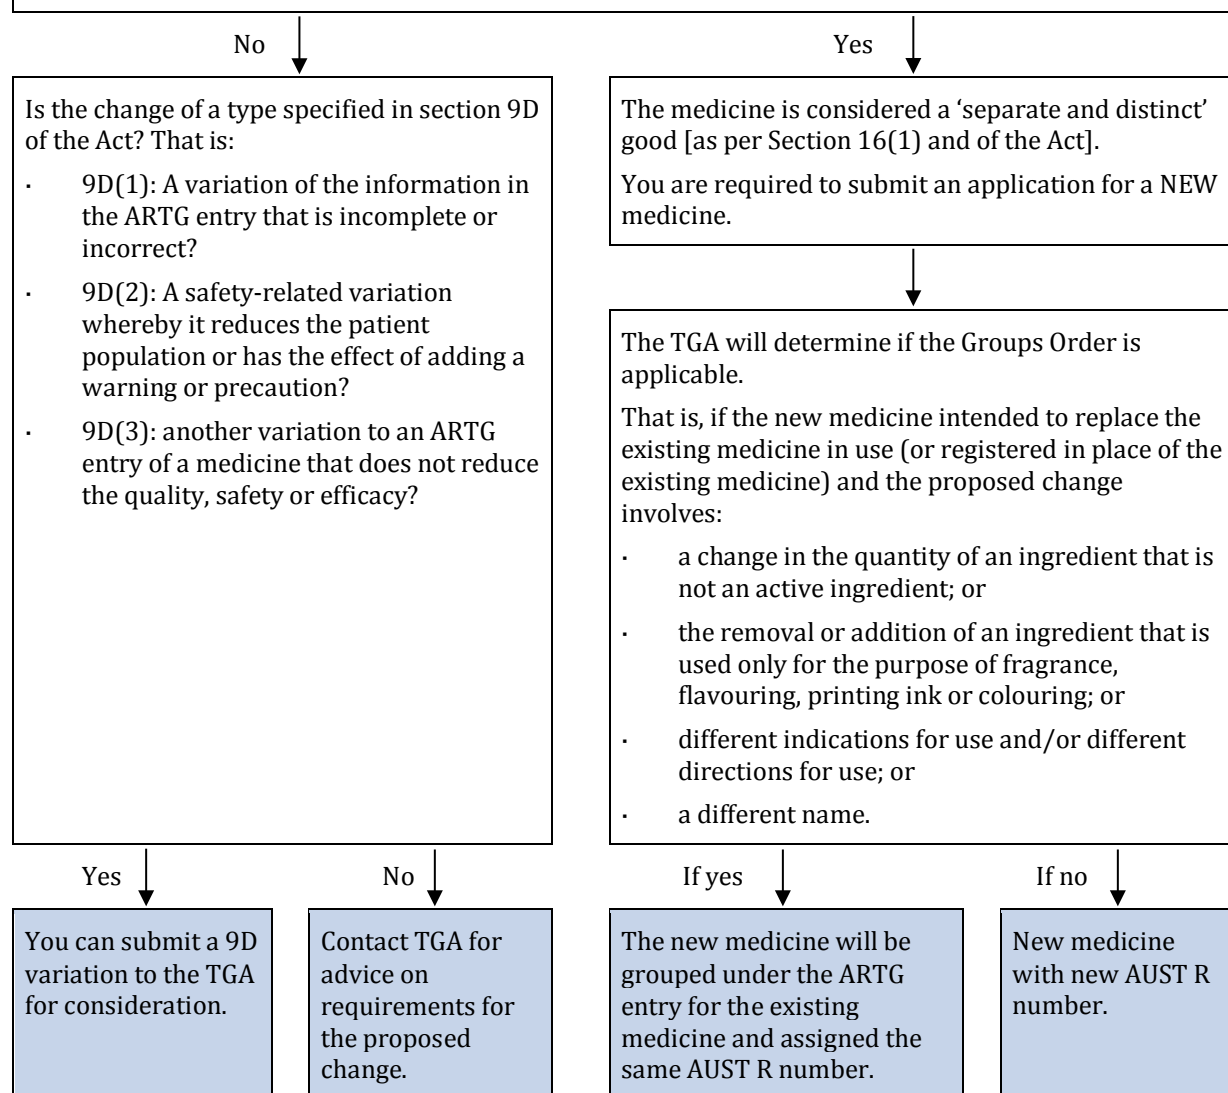 No
Yes
Is the change of a type specified in section 9D
of the Act? That is:
· 9D(1): A variation of the information in
the ARTG entry that is incomplete or
incorrect?
· 9D(2): A safety-related variation
whereby it reduces the patient
population or has the effect of adding a
warning or precaution?
· 9D(3): another variation to an ARTG
entry of a medicine that does not reduce
the quality, safety or efficacy?
The medicine is considered a ‘separate and distinct’
good [as per Section 16(1) and of the Act].
You are required to submit an application for a NEW
medicine.
The TGA will determine if the Groups Order is
applicable.
That is, if the new medicine intended to replace the
existing medicine in use (or registered in place of the
existing medicine) and the proposed change
involves:
· a change in the quantity of an ingredient that is
not an active ingredient; or
· the removal or addition of an ingredient that is
used only for the purpose of fragrance,
flavouring, printing ink or colouring; or
· different indications for use and/or different
directions for use; or
· a different name.
Yes
No
If yes
If no
You can submit a 9D
variation to the TGA
for consideration.
Contact TGA for
advice on
requirements for
the proposed
change.
The new medicine will be
grouped under the ARTG
entry for the existing
medicine and assigned the
same AUST R number.
New medicine
with new AUST R
number.